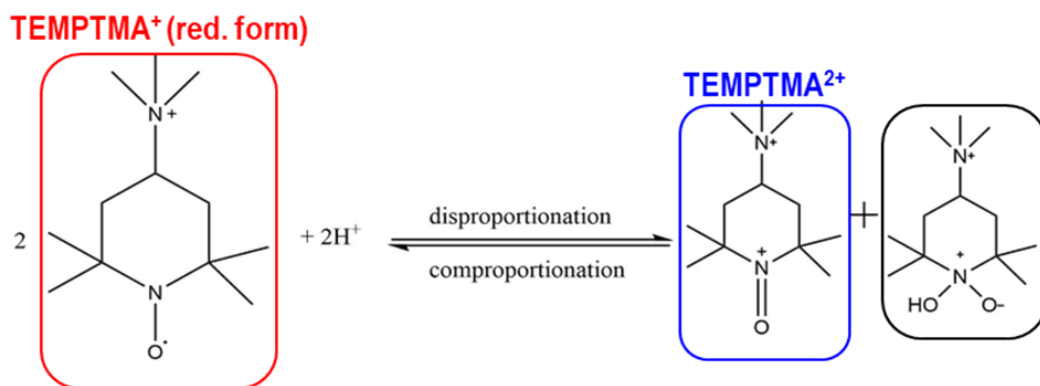 TEMPTMA⁺ (red. form)
TEMPTMA²⁺
N+
N+
N+
2
+ 2H⁺
disproportionation
comproportionation
+
N
O·
+
N
O
+
N
HO
O-